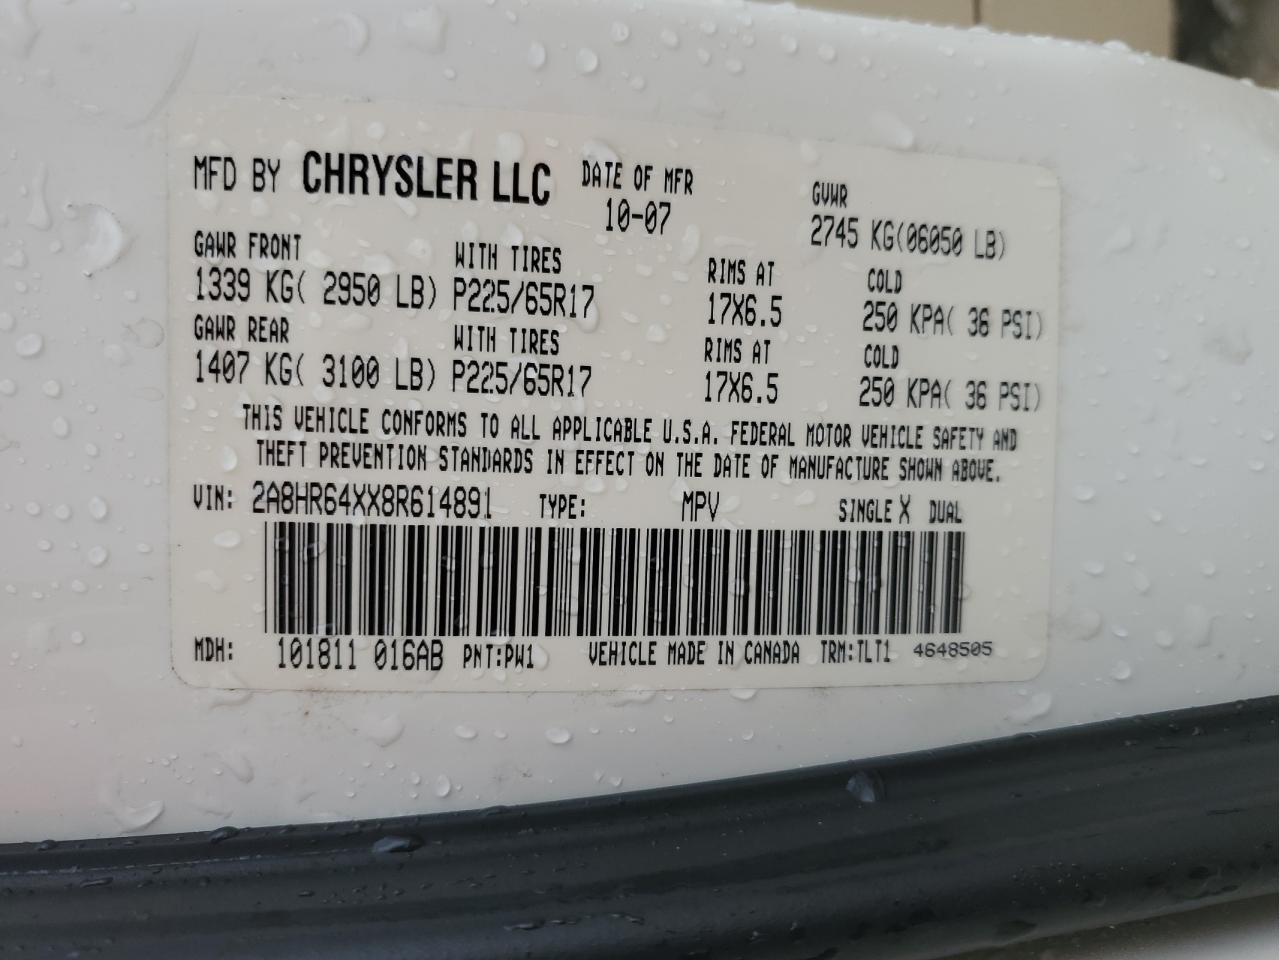 MFD BY CHRYSLER LLC DATE OF MFR GVWR
10-07 2745 KG(06050 LB)
GAWR FRONT WITH TIRES RIMS AT COLD
1339 KG( 2950 LB) P225/65R17 17X6.5 250 KPA( 36 PSI)
GAWR REAR WITH TIRES RIMS AT COLD
1407 KG( 3100 LB) P225/65R17 17X6.5 250 KPA( 36 PSI)
THIS VEHICLE CONFORMS TO ALL APPLICABLE U.S.A. FEDERAL MOTOR VEHICLE SAFETY AND
THEFT PREVENTION STANDARDS IN EFFECT ON THE DATE OF MANUFACTURE SHOWN ABOVE.
VIN: 2A8HR64XX8R614891 TYPE: MPV SINGLE X DUAL
MDH: 101811 016AB PNT:PW1 VEHICLE MADE IN CANADA TRM:TLT1 4648505